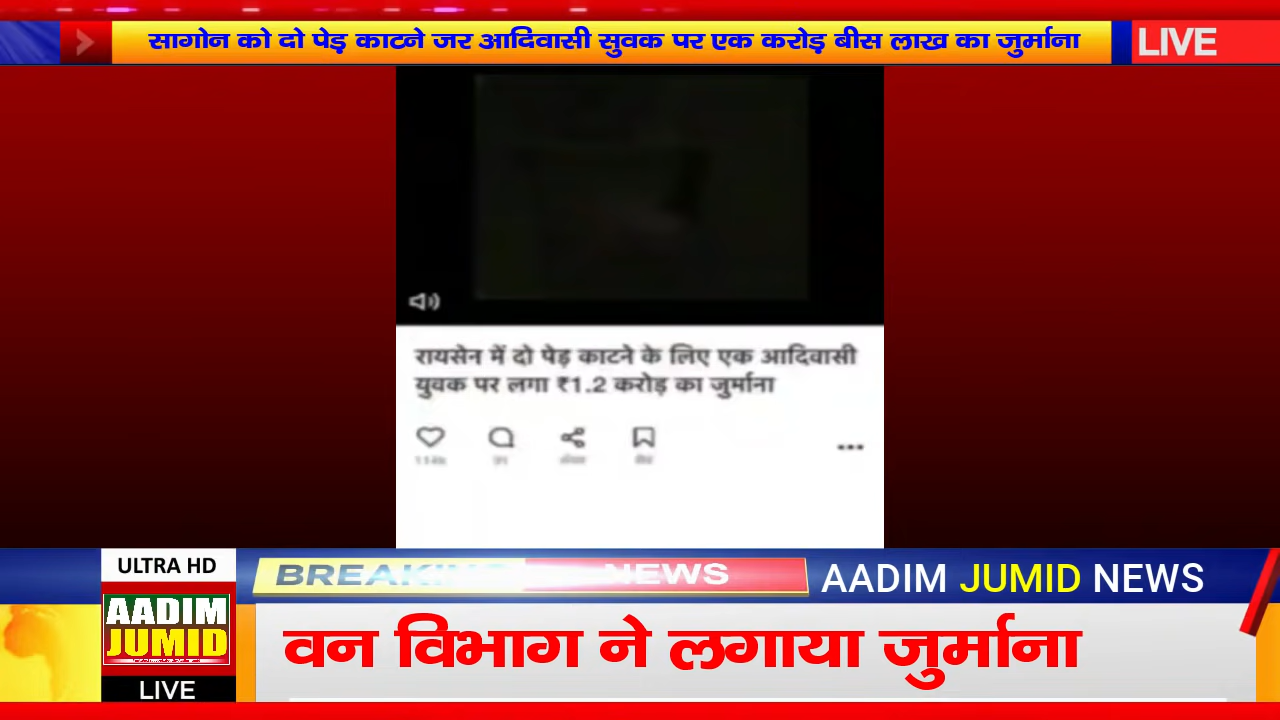 सागोन को दो पेड़ काटने जर आदिवासी सुवक पर एक करोड़ बीस लाख का जुर्माना
LIVE
रायसेन में दो पेड़ काटने के लिए एक आदिवासी
युवक पर लगा ₹1.2 करोड़ का जुर्माना
ULTRA HD
BREAKING NEWS
AADIM JUMID NEWS
AADIM
JUMID
LIVE
वन विभाग ने लगाया जुर्माना